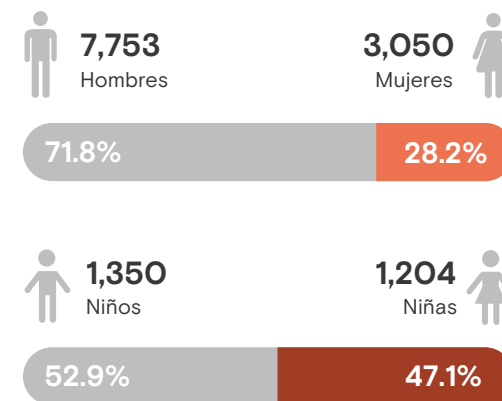 7,753
Hombres
3,050
Mujeres
71.8%
28.2%
1,350
Niños
1,204
Niñas
52.9%
47.1%